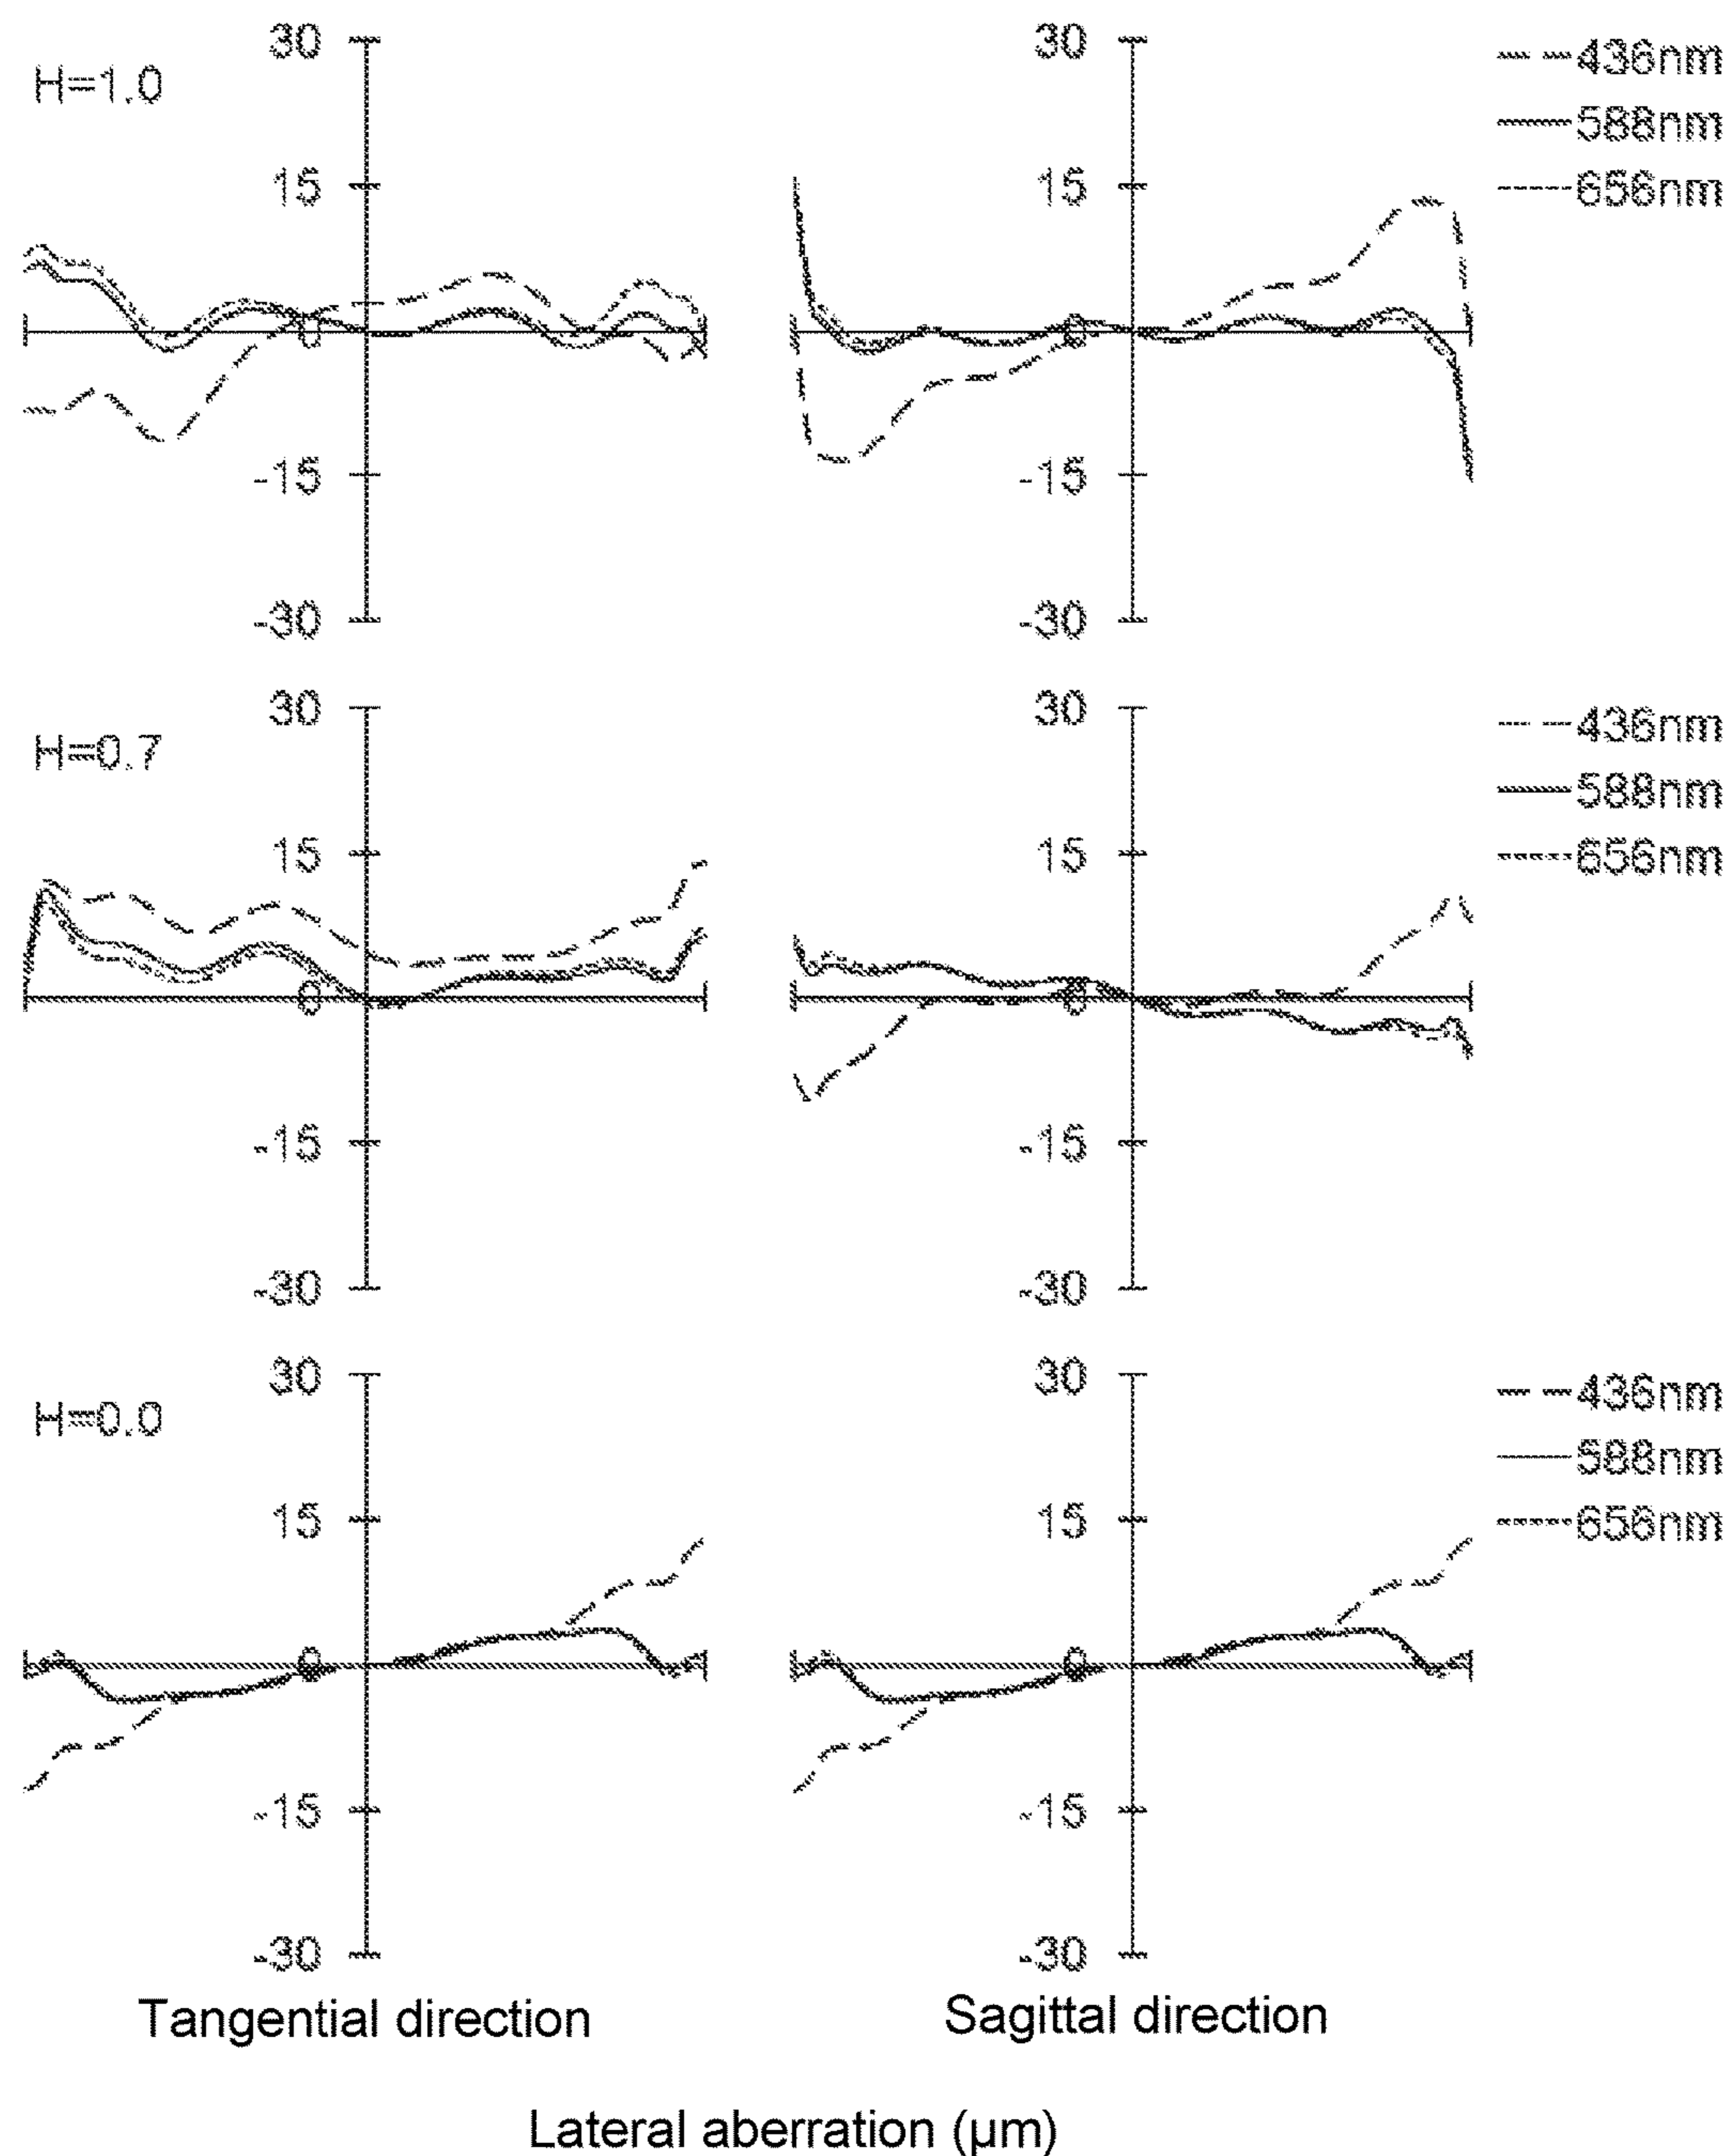 H=1.0
30
15
0
-15
-30
30
15
0
-15
-30
436nm
588nm
656nm
H=0.7
30
15
0
-15
-30
30
15
0
-15
-30
436nm
588nm
656nm
H=0.0
30
15
0
-15
-30
30
15
0
-15
-30
436nm
588nm
656nm
Tangential direction
Sagittal direction
Lateral aberration (µm)